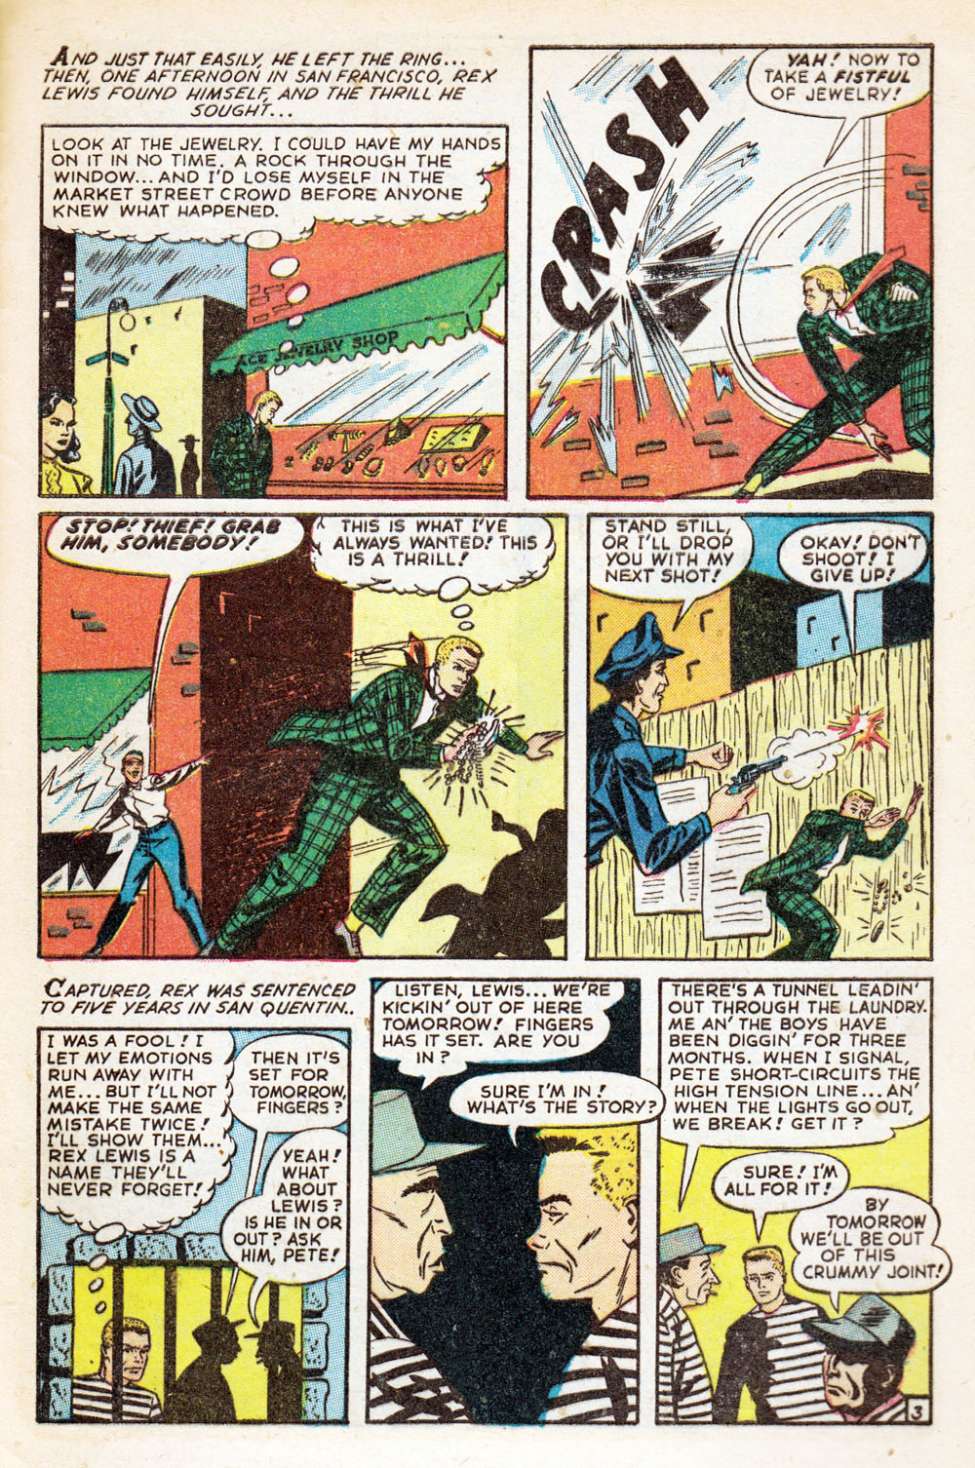 AND JUST THAT EASILY, HE LEFT THE RING...
THEN, ONE AFTERNOON IN SAN FRANCISCO, REX
LEWIS FOUND HIMSELF, AND THE THRILL HE
SOUGHT...
LOOK AT THE JEWELRY. I COULD HAVE MY HANDS
ON IT IN NO TIME. A ROCK THROUGH THE
WINDOW... AND I'D LOSE MYSELF IN THE
MARKET STREET CROWD BEFORE ANYONE
KNEW WHAT HAPPENED.
ACE JEWELRY SHOP
CRASH
YAH! NOW TO
TAKE A FISTFUL
OF JEWELRY!
STOP! THIEF! GRAB
HIM, SOMEBODY!
THIS IS WHAT I'VE
ALWAYS WANTED! THIS
IS A THRILL!
STAND STILL,
OR I'LL DROP
YOU WITH MY
NEXT SHOT!
OKAY! DON'T
SHOOT! I
GIVE UP!
CAPTURED, REX WAS SENTENCED
TO FIVE YEARS IN SAN QUENTIN..
I WAS A FOOL! I
LET MY EMOTIONS
RUN AWAY WITH
ME... BUT I'LL NOT
MAKE THE SAME
MISTAKE TWICE!
I'LL SHOW THEM...
REX LEWIS IS A
NAME THEY'LL
NEVER FORGET!
THEN IT'S
SET FOR
TOMORROW,
FINGERS?
YEAH!
WHAT
ABOUT
LEWIS?
IS HE IN OR
OUT? ASK
HIM, PETE!
LISTEN, LEWIS... WE'RE
KICKIN' OUT OF HERE
TOMORROW! FINGERS
HAS IT SET. ARE YOU
IN?
SURE I'M IN!
WHAT'S THE STORY?
THERE'S A TUNNEL LEADIN'
OUT THROUGH THE LAUNDRY.
ME AN' THE BOYS HAVE
BEEN DIGGIN' FOR THREE
MONTHS. WHEN I SIGNAL,
PETE SHORT-CIRCUITS THE
HIGH TENSION LINE... AN'
WHEN THE LIGHTS GO OUT,
WE BREAK! GET IT?
SURE! I'M
ALL FOR IT!
BY
TOMORROW
WE'LL BE OUT
OF THIS
CRUMMY JOINT!
3